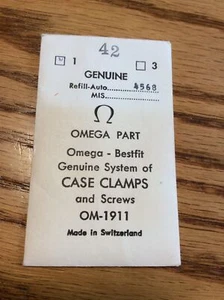 42
1 3
GENUINE
Refill-Auto 4568
MIS.
Ω
OMEGA PART
Omega - Bestfit
Genuine System of
CASE CLAMPS
and Screws
OM-1911
Made in Switzerland